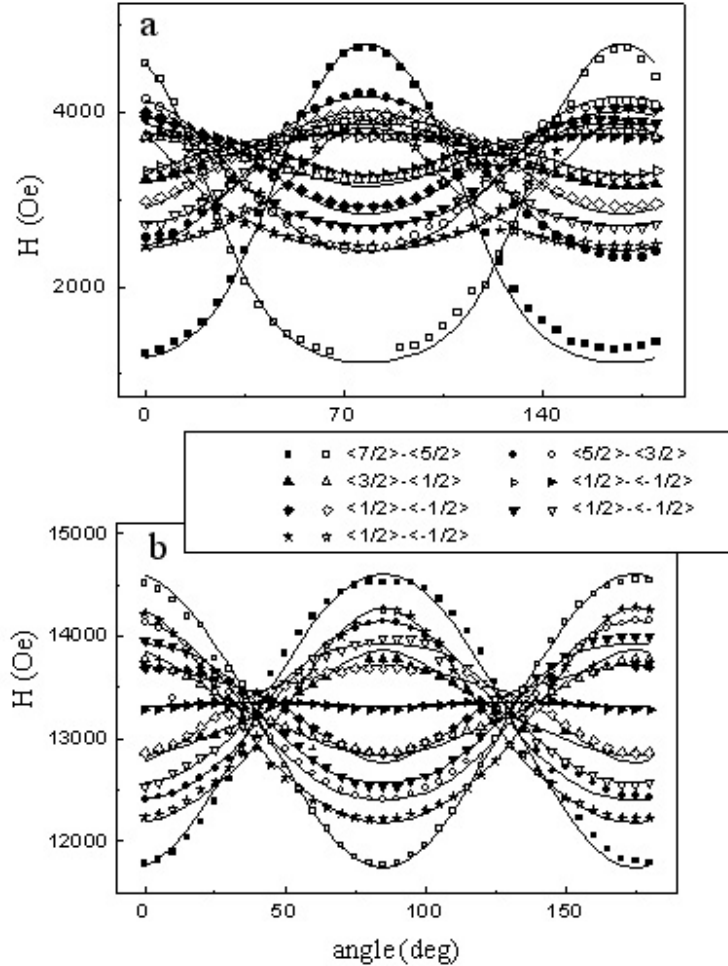 a
4000
H (Oe)
2000
0 70 140
<7/2>-<5/2> <5/2>-<3/2>
<3/2>-<1/2> <1/2>-<-1/2>
<1/2>-<-1/2> <1/2>-<-1/2>
<1/2>-<-1/2>
15000
b
14000
H (Oe)
13000
12000
0 50 100 150
angle(deg)